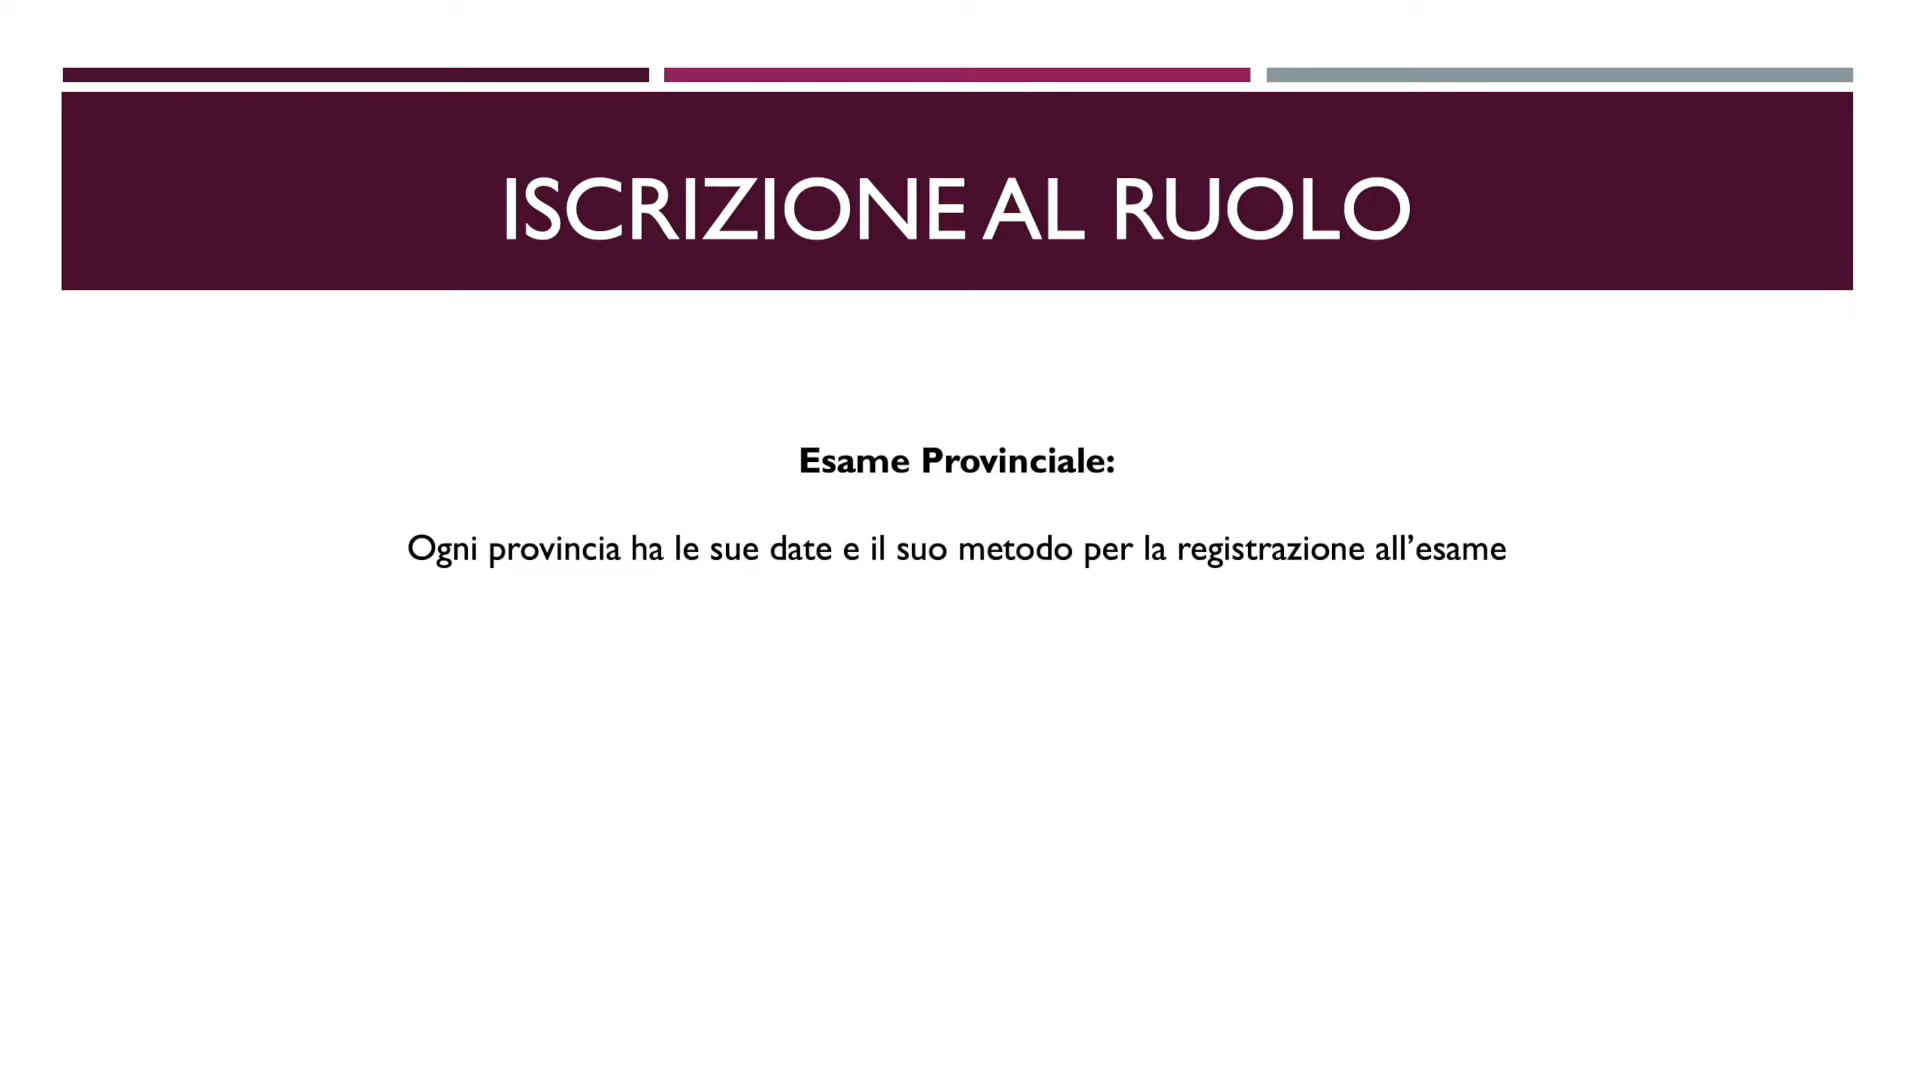 ISCRIZIONE AL RUOLO
Esame Provinciale:
Ogni provincia ha le sue date e il suo metodo per la registrazione all’esame